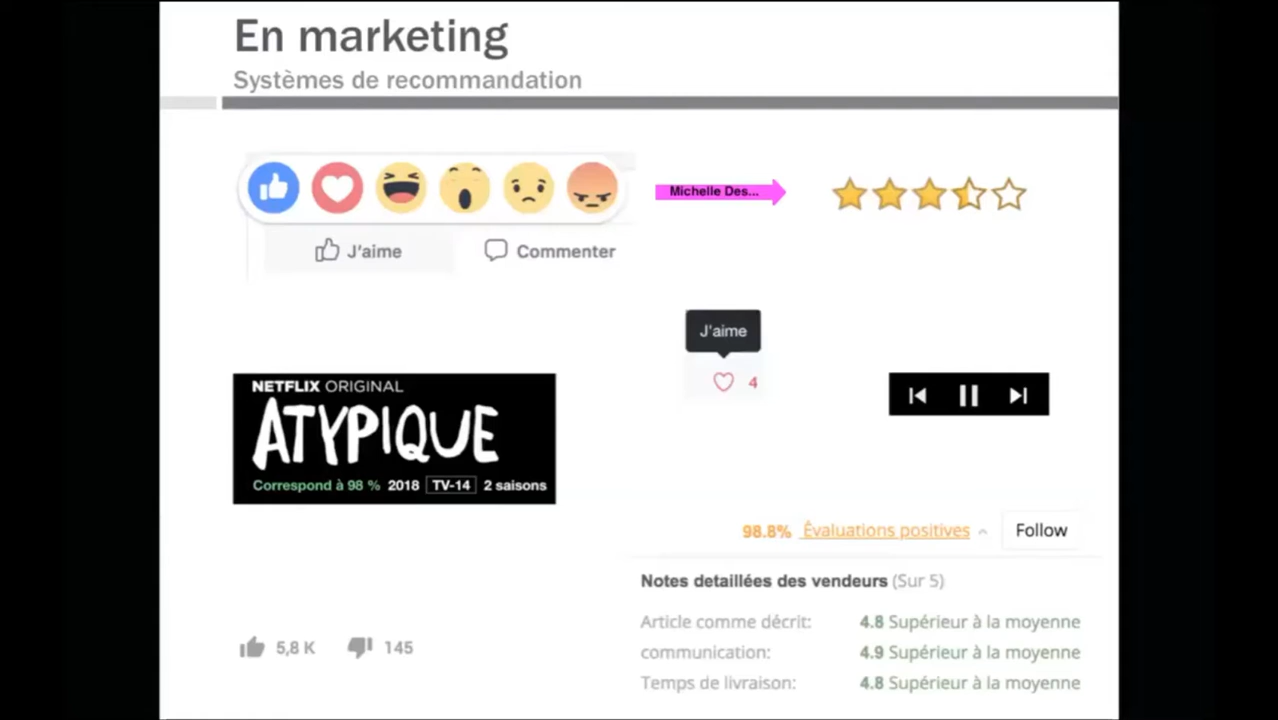 En marketing
Systèmes de recommandation
Michelle Des...
J'aime
Commenter
J'aime
4
NETFLIX ORIGINAL
ATYPIQUE
Correspond à 98 % 2018 TV-14 2 saisons
98.8% Évaluations positives
Follow
Notes detaillées des vendeurs (Sur 5)
Article comme décrit: 4.8 Supérieur à la moyenne
communication: 4.9 Supérieur à la moyenne
Temps de livraison: 4.8 Supérieur à la moyenne
5,8 K 145